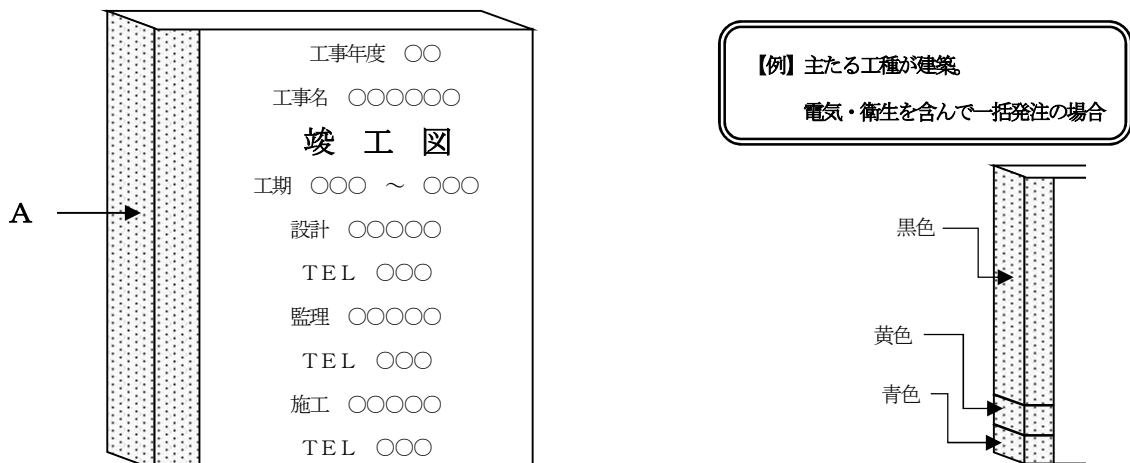 工事年度 ○○
工事名 ○○○○○○
竣 工 図
工期 ○○○ ～ ○○○
設計 ○○○○○
ＴＥＬ ○○○
監理 ○○○○○
ＴＥＬ ○○○
施工 ○○○○○
ＴＥＬ ○○○
Ａ
【例】主たる工種が建築。
電気・衛生を含んで一括発注の場合
黒色
黄色
青色